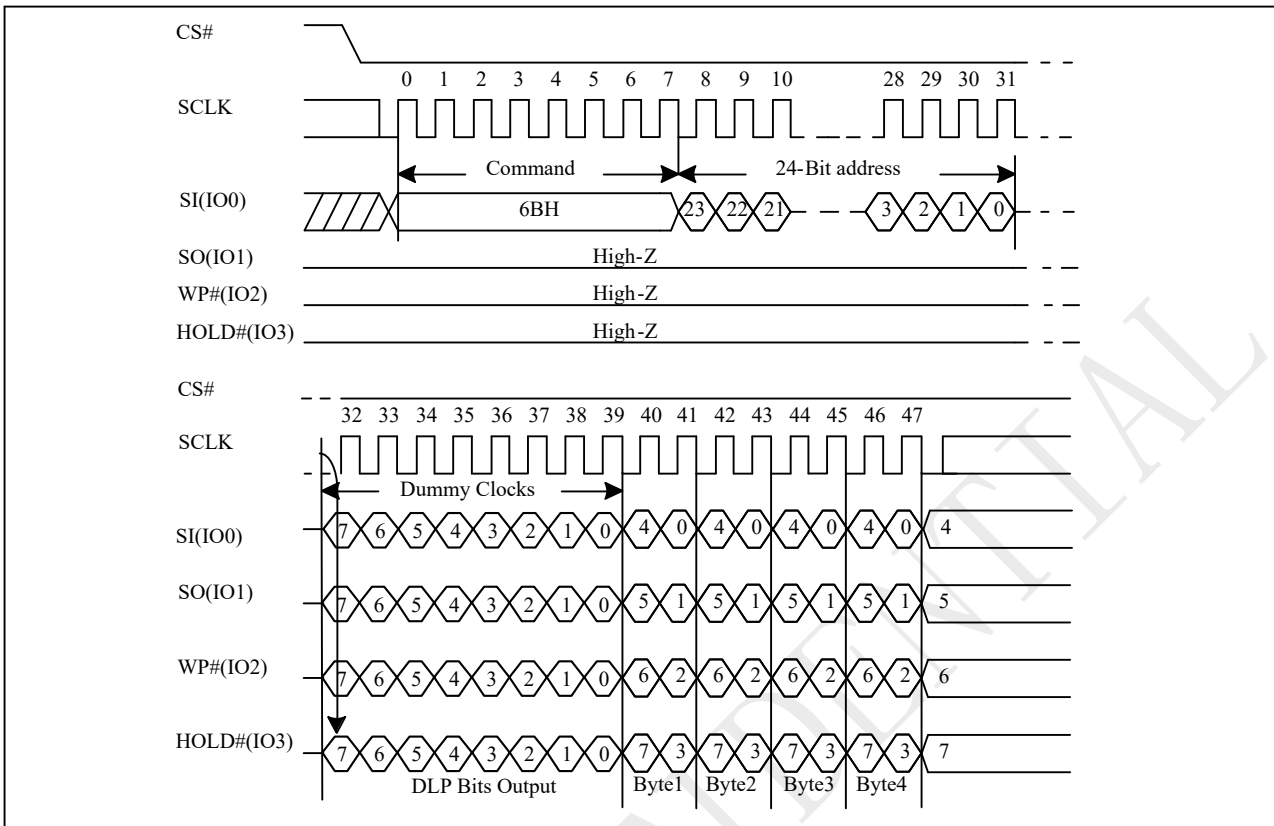 CS#
0 1 2 3 4 5 6 7 8 9 10 28 29 30 31
SCLK
Command 24-Bit address
SI(IO0) 6BH 23 22 21 3 2 1 0
SO(IO1) High-Z
WP#(IO2) High-Z
HOLD#(IO3) High-Z
CS#
32 33 34 35 36 37 38 39 40 41 42 43 44 45 46 47
SCLK
Dummy Clocks
SI(IO0) 7 6 5 4 3 2 1 0 4 0 4 0 4 0 4 0 4
SO(IO1) 7 6 5 4 3 2 1 0 5 1 5 1 5 1 5 1 5
WP#(IO2) 7 6 5 4 3 2 1 0 6 2 6 2 6 2 6 2 6
HOLD#(IO3) 7 6 5 4 3 2 1 0 7 3 7 3 7 3 7 3 7
DLP Bits Output Byte1 Byte2 Byte3 Byte4
DENTIAL